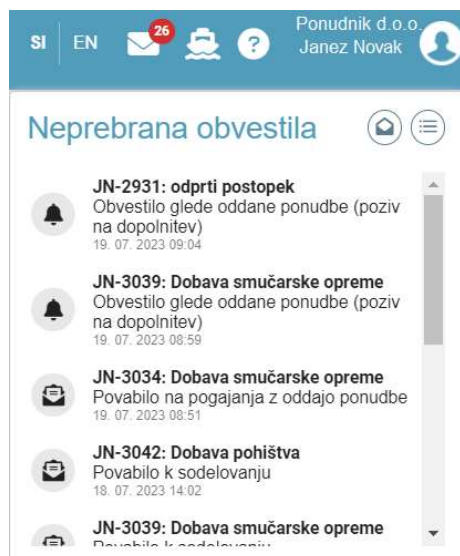 SI EN 26 ? Ponudnik d.o.o.
Janez Novak
Neprebrana obvestila
JN-2931: odprti postopek
Obvestilo glede oddane ponudbe (poziv
na dopolnitev)
19. 07. 2023 09:04
JN-3039: Dobava smučarske opreme
Obvestilo glede oddane ponudbe (poziv
na dopolnitev)
19. 07. 2023 08:59
JN-3034: Dobava smučarske opreme
Povabilo na pogajanja z oddajo ponudbe
19. 07. 2023 08:51
JN-3042: Dobava pohištva
Povabilo k sodelovanju
18. 07. 2023 14:02
JN-3039: Dobava smučarske opreme